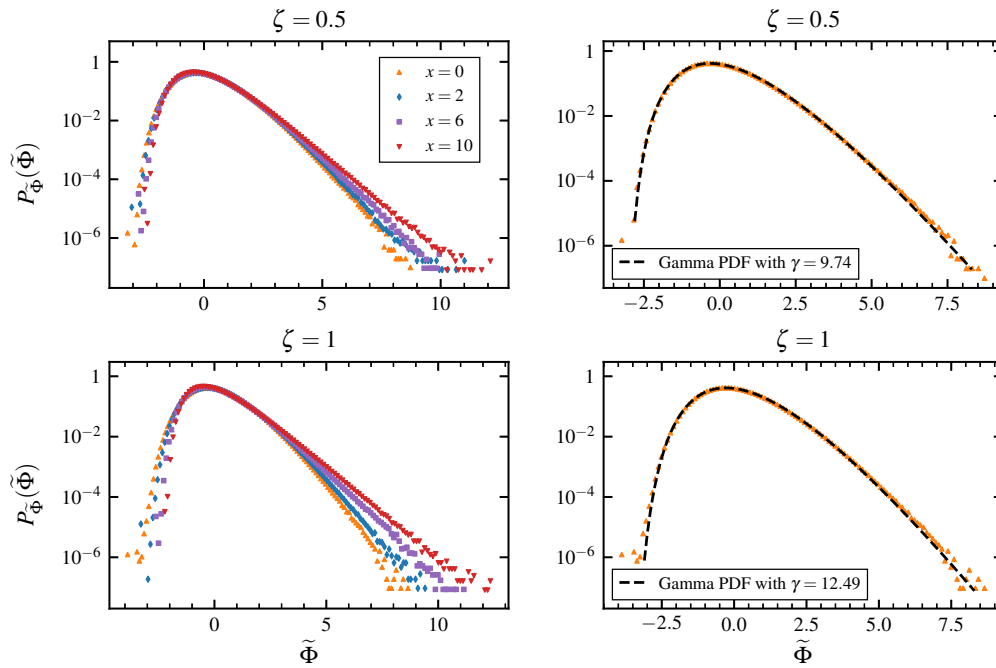 ζ = 0.5
1
10⁻²
10⁻⁴
10⁻⁶
P_Φ̃(Φ̃)
0 5 10
x = 0
x = 2
x = 6
x = 10
ζ = 0.5
1
10⁻²
10⁻⁴
10⁻⁶
−2.5 0.0 2.5 5.0 7.5
Gamma PDF with γ = 9.74
ζ = 1
1
10⁻²
10⁻⁴
10⁻⁶
P_Φ̃(Φ̃)
0 5 10
Φ̃
ζ = 1
1
10⁻²
10⁻⁴
10⁻⁶
−2.5 0.0 2.5 5.0 7.5
Φ̃
Gamma PDF with γ = 12.49